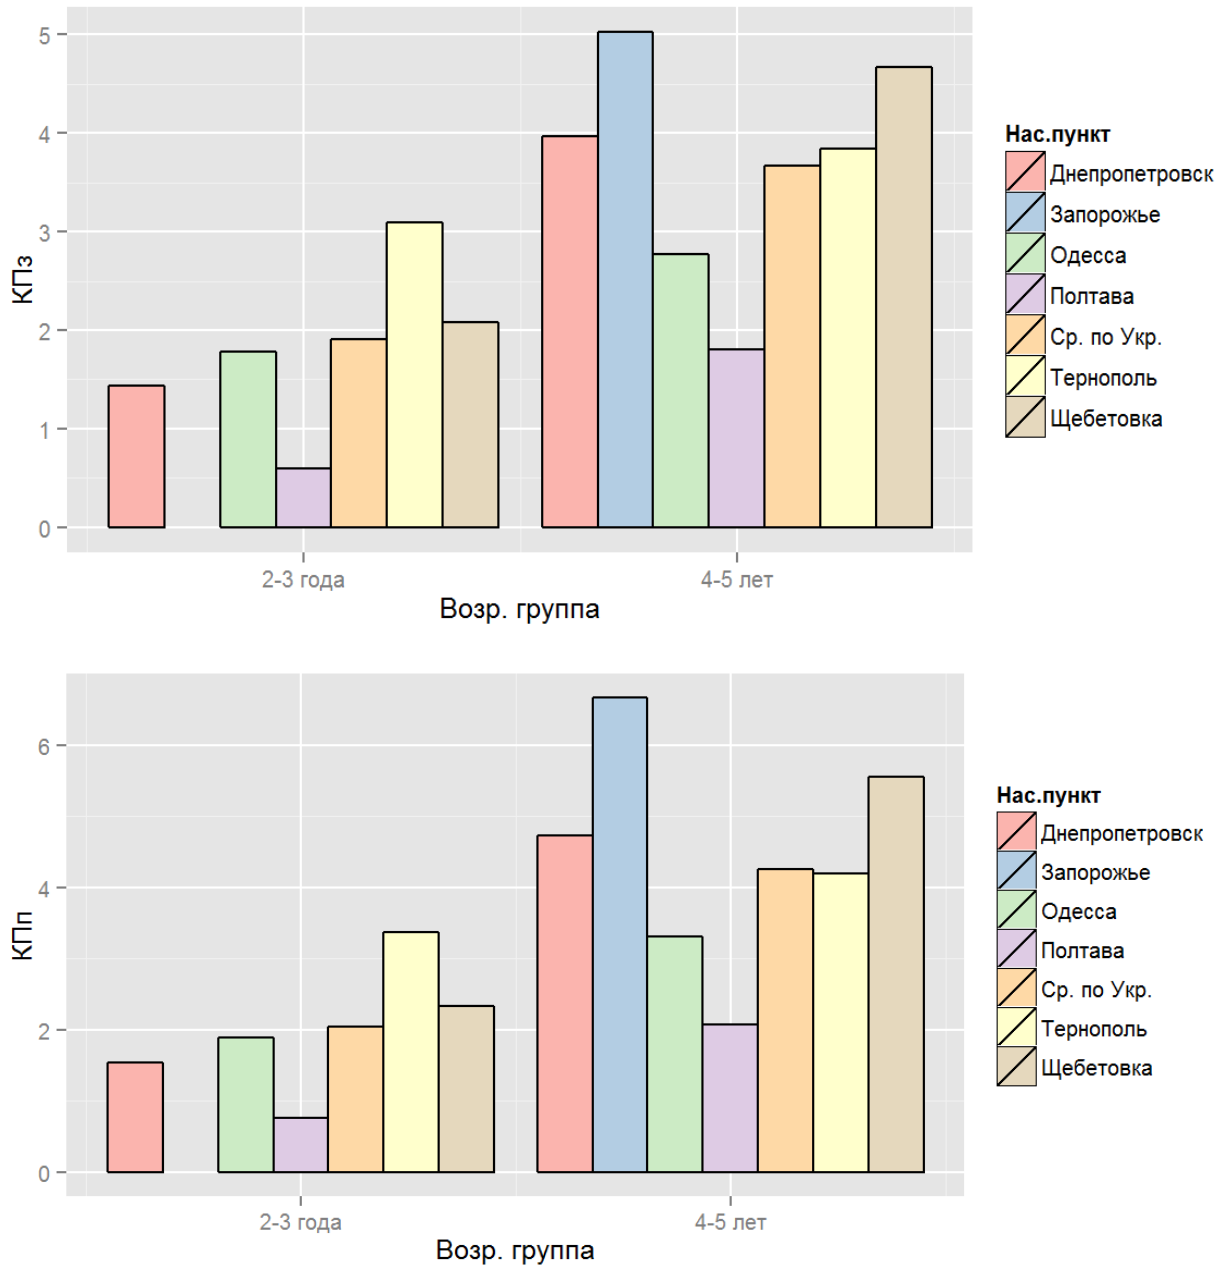 5
4
3
2
1
0
КПз
2-3 года
4-5 лет
Возр. группа
Нас.пункт
Днепропетровск
Запорожье
Одесса
Полтава
Ср. по Укр.
Тернополь
Щебетовка
6
4
2
0
КПп
2-3 года
4-5 лет
Возр. группа
Нас.пункт
Днепропетровск
Запорожье
Одесса
Полтава
Ср. по Укр.
Тернополь
Щебетовка